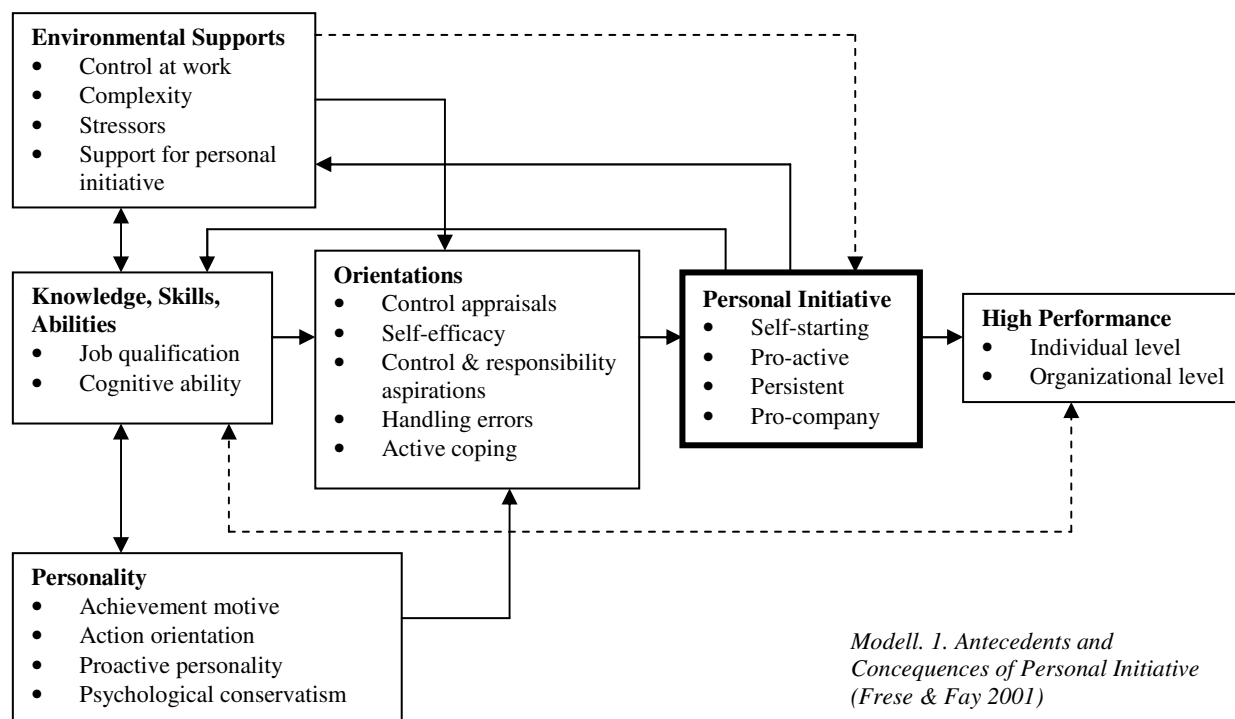 Environmental Supports
• Control at work
• Complexity
• Stressors
• Support for personal
initiative
Knowledge, Skills,
Abilities
• Job qualification
• Cognitive ability
Orientations
• Control appraisals
• Self-efficacy
• Control & responsibility
aspirations
• Handling errors
• Active coping
Personal Initiative
• Self-starting
• Pro-active
• Persistent
• Pro-company
High Performance
• Individual level
• Organizational level
Personality
• Achievement motive
• Action orientation
• Proactive personality
• Psychological conservatism
Modell. 1. Antecedents and
Concequences of Personal Initiative
(Frese & Fay 2001)